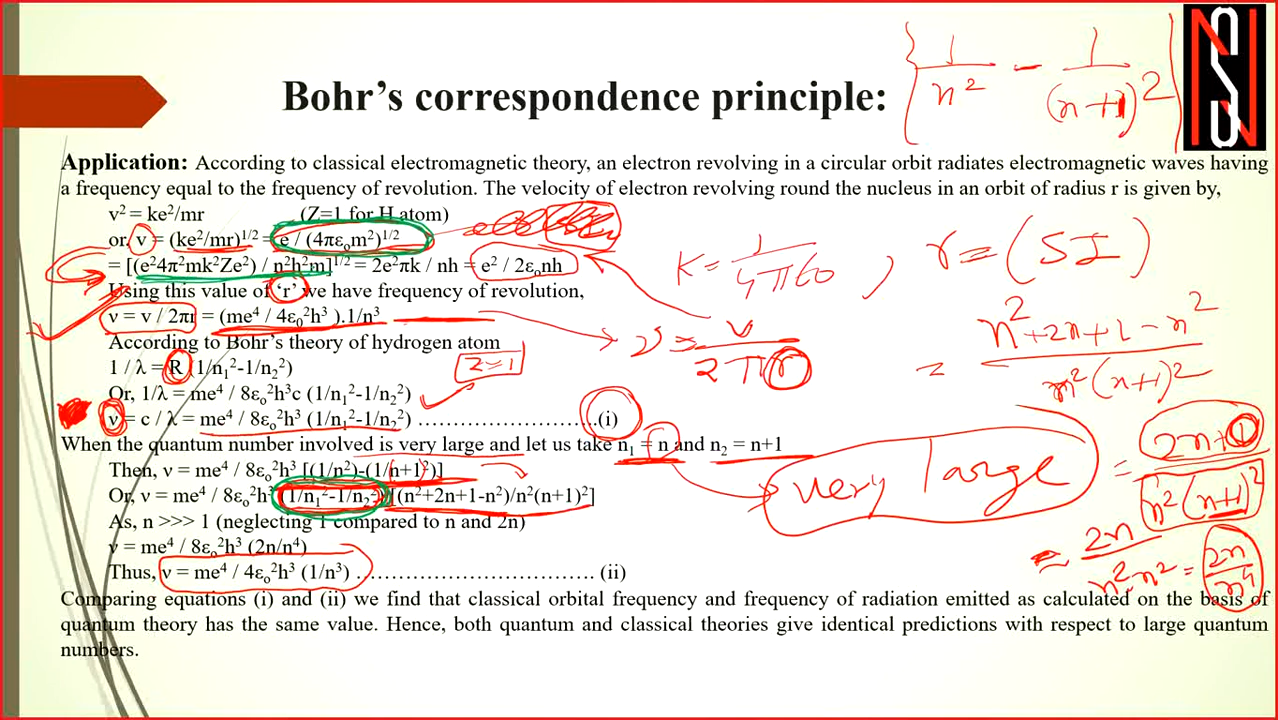 Bohr's correspondence principle:
{ 1/n² - 1/(n+1)² }
Application: According to classical electromagnetic theory, an electron revolving in a circular orbit radiates electromagnetic waves having
a frequency equal to the frequency of revolution. The velocity of electron revolving round the nucleus in an orbit of radius r is given by,
v² = ke²/mr (Z=1 for H atom)
or, v = (ke²/mr)^1/2 = e / (4πε₀m²)^1/2
= [(e²4π²mk²Ze²) / n²h²m]^1/2 = 2e²πk / nh = e² / 2ε₀nh
K = 1/4πε₀ , r = (SI)
Using this value of 'r' we have frequency of revolution,
ν = v / 2πr = (me⁴ / 4ε₀²h³ ).1/n³
ν = v/2πr
= n²+2n+1-n² / n²(n+1)²
According to Bohr's theory of hydrogen atom
1 / λ = R (1/n₁²-1/n₂²)
Z=1
Or, 1/λ = me⁴ / 8ε₀²h³c (1/n₁²-1/n₂²)
ν = c / λ = me⁴ / 8ε₀²h³ (1/n₁²-1/n₂²) ……………………..(i)
When the quantum number involved is very large and let us take n₁ = n and n₂ = n+1
very large
= 2n+1 / n²(n+1)²
Then, ν = me⁴ / 8ε₀²h³ [(1/n²)-(1/n+1)²)]
Or, ν = me⁴ / 8ε₀²h³ (1/n₁²-1/n₂²) [(n²+2n+1-n²)/n²(n+1)²]
As, n >>> 1 (neglecting 1 compared to n and 2n)
ν = me⁴ / 8ε₀²h³ (2n/n⁴)
= 2n / n² n² = 2n/n⁴
Thus, ν = me⁴ / 4ε₀²h³ (1/n³) ……………………………. (ii)
Comparing equations (i) and (ii) we find that classical orbital frequency and frequency of radiation emitted as calculated on the basis of
quantum theory has the same value. Hence, both quantum and classical theories give identical predictions with respect to large quantum
numbers.